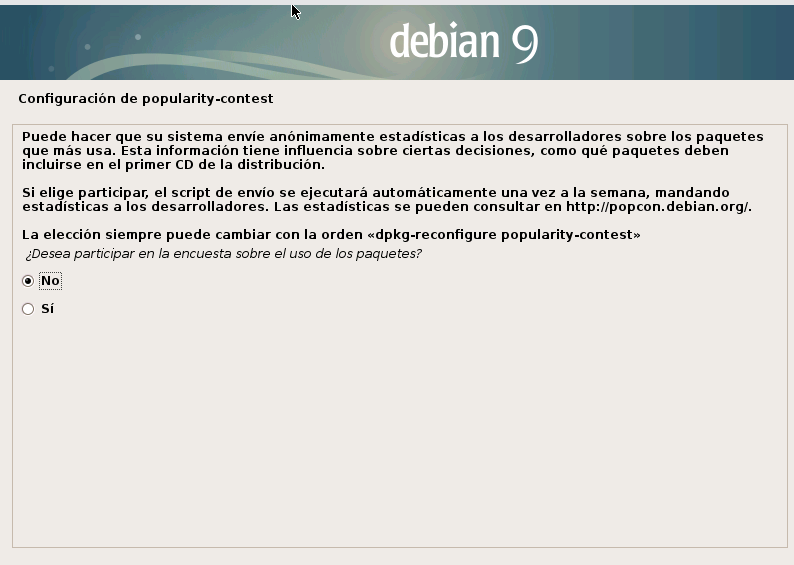 debian 9
Configuración de popularity-contest
Puede hacer que su sistema envíe anónimamente estadísticas a los desarrolladores sobre los paquetes
que más usa. Esta información tiene influencia sobre ciertas decisiones, como qué paquetes deben
incluirse en el primer CD de la distribución.
Si elige participar, el script de envío se ejecutará automáticamente una vez a la semana, mandando
estadísticas a los desarrolladores. Las estadísticas se pueden consultar en http://popcon.debian.org/.
La elección siempre puede cambiar con la orden «dpkg-reconfigure popularity-contest»
¿Desea participar en la encuesta sobre el uso de los paquetes?
No
Sí